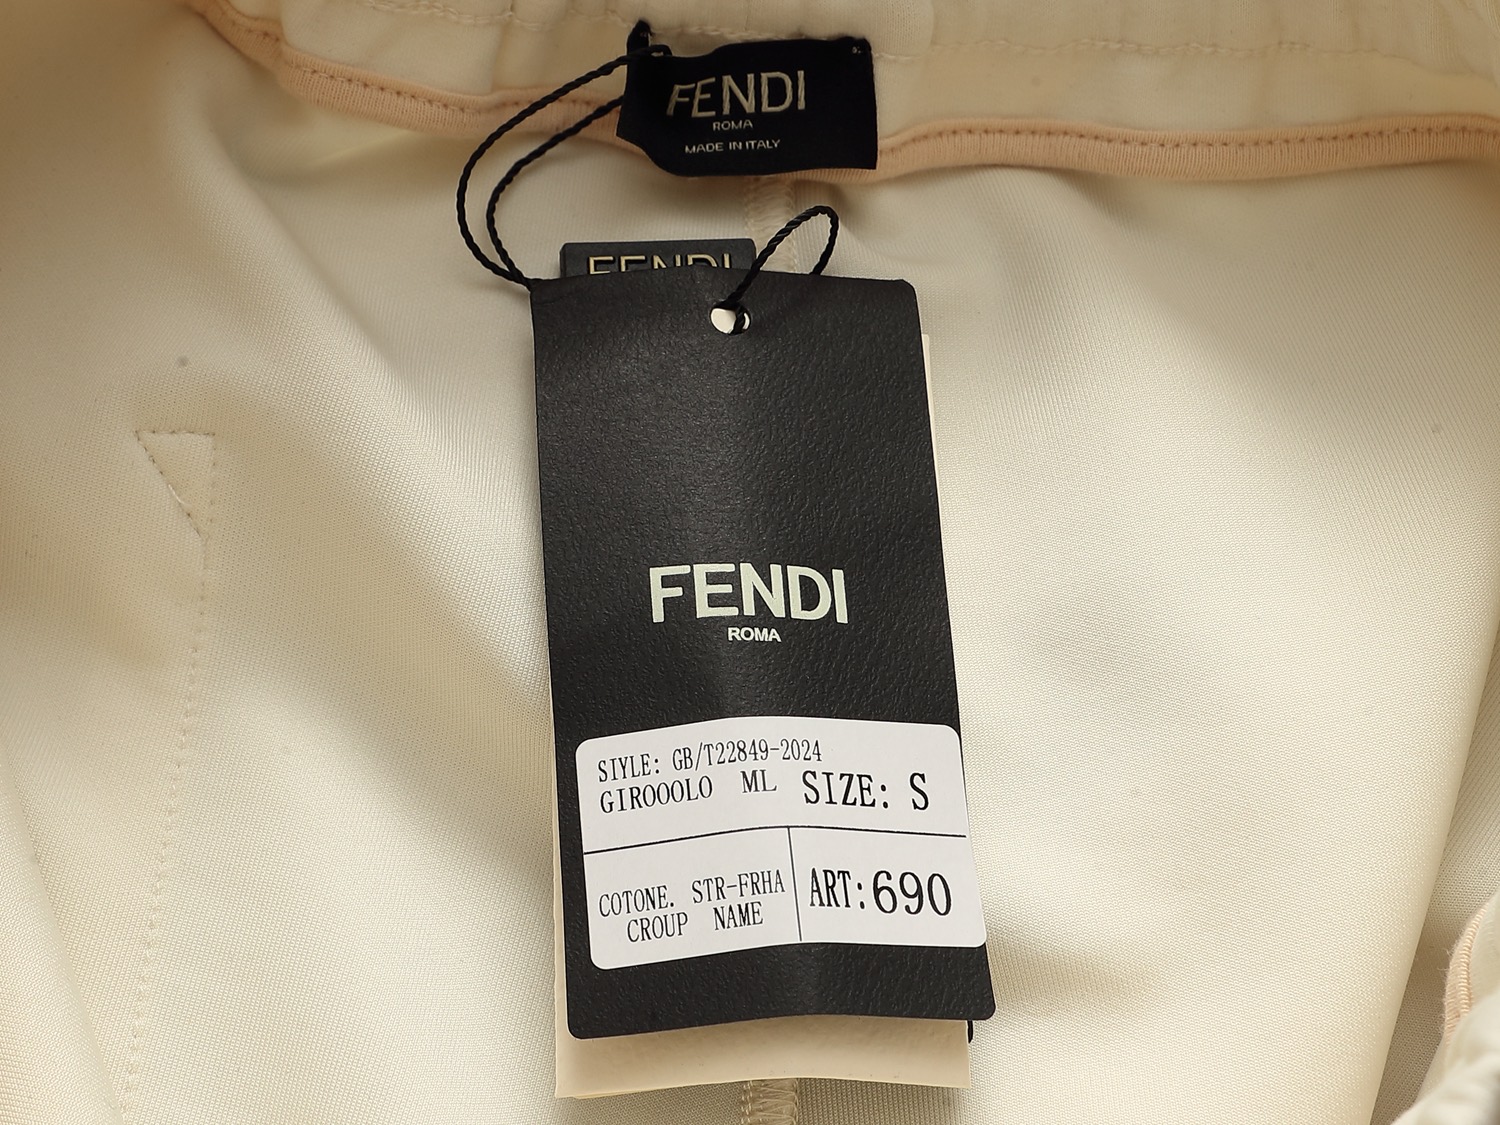 FENDI
ROMA
MADE IN ITALY
FENDI
FENDI
ROMA
SIYLE: GB/T22849-2024
GIROOOLO ML SIZE: S
COTONE. STR-FRHA
CROUP NAME
ART:690